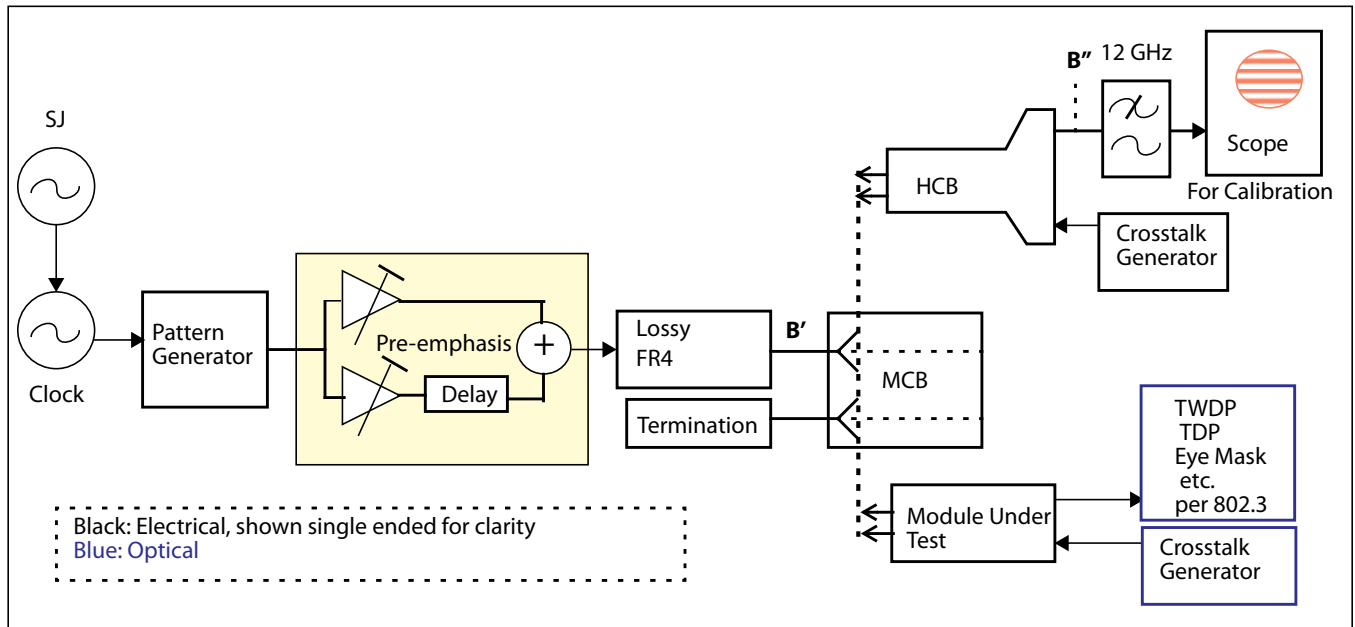 SJ
Clock
Pattern
Generator
Pre-emphasis
+
Delay
Lossy
FR4
Termination
B′
MCB
HCB
B″
12 GHz
Scope
For Calibration
Crosstalk
Generator
Module Under
Test
TWDP
TDP
Eye Mask
etc.
per 802.3
Crosstalk
Generator
Black: Electrical, shown single ended for clarity
Blue: Optical